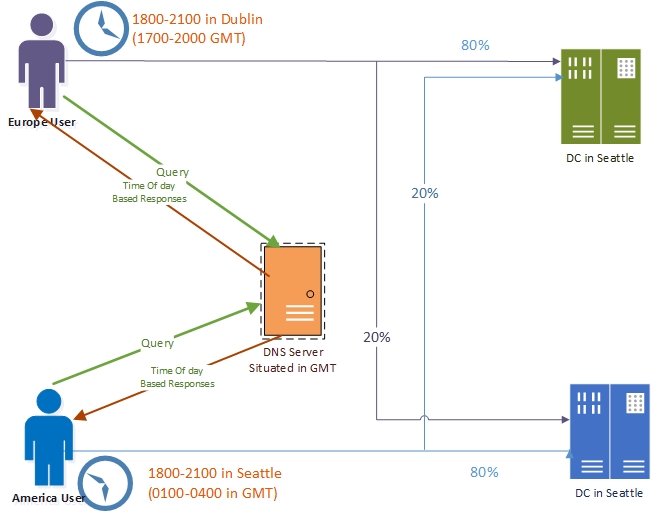 1800-2100 in Dublin
(1700-2000 GMT)
80%
Europe User
DC in Seattle
Query
Time Of day
Based Responses
20%
20%
Query
DNS Server
Situated in GMT
Time Of day
Based Responses
1800-2100 in Seattle
(0100-0400 in GMT)
80%
America User
DC in Seattle